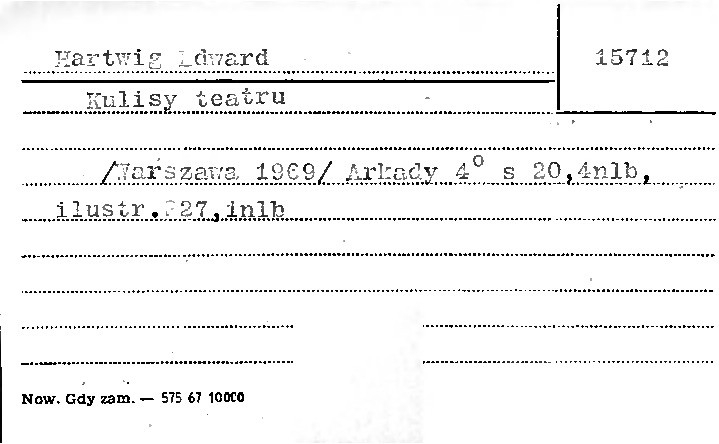 Hartwig Edward
15712
Kulisy teatru
/Warszawa 1969/ Arkady 4° s 20,4nlb,
ilustr. 27,1nlb
Now. Gdy zam. — 575 67 10000